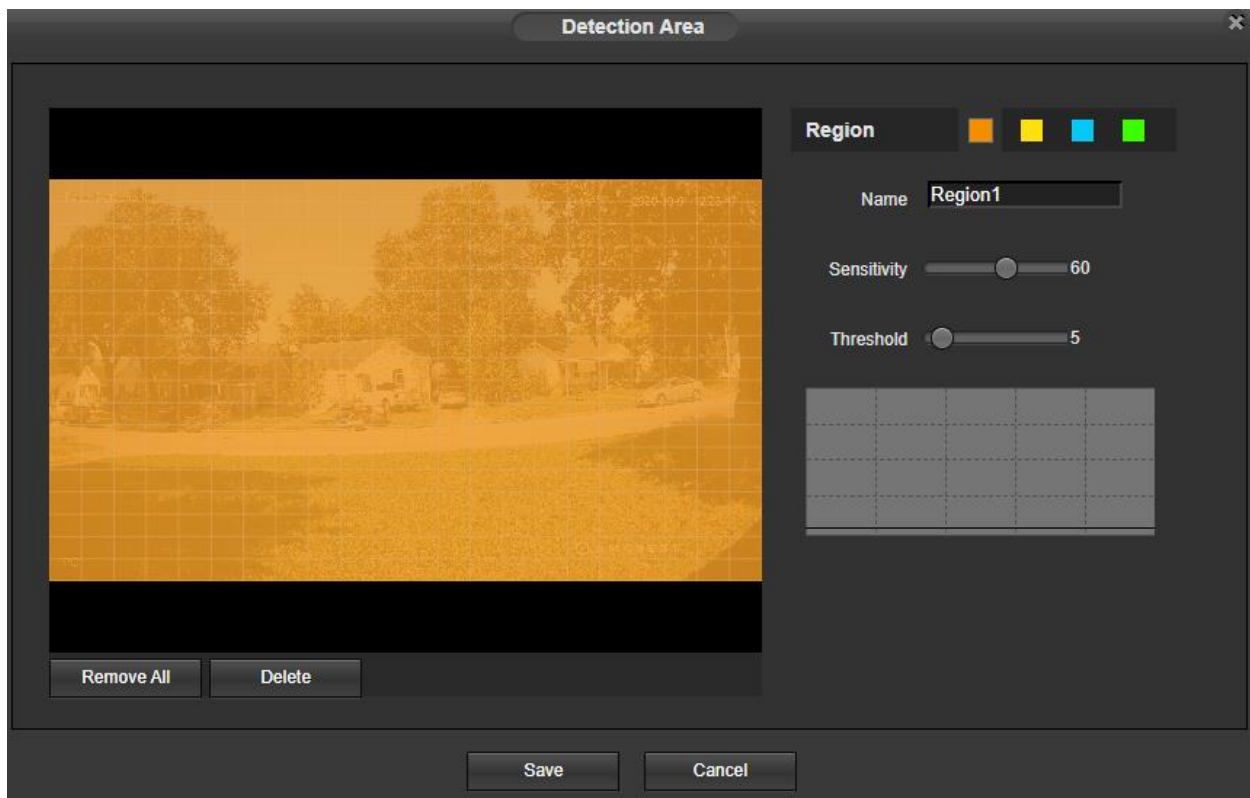 Detection Area
Region
Name Region1
Sensitivity 60
Threshold 5
Remove All Delete
Save Cancel